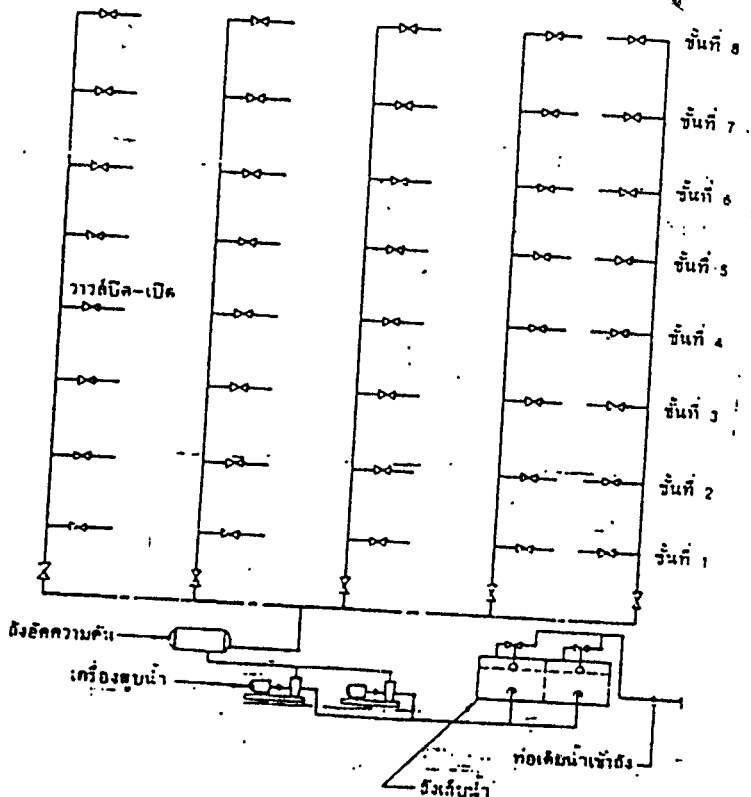 ชั้นที่ 8
ชั้นที่ 7
ชั้นที่ 6
ชั้นที่ 5
วาวล์ปิด-เปิด
ชั้นที่ 4
ชั้นที่ 3
ชั้นที่ 2
ชั้นที่ 1
ถังอัดความดัน
เครื่องสูบน้ำ
ท่อเติมน้ำเข้าถัง
ถังเก็บน้ำ